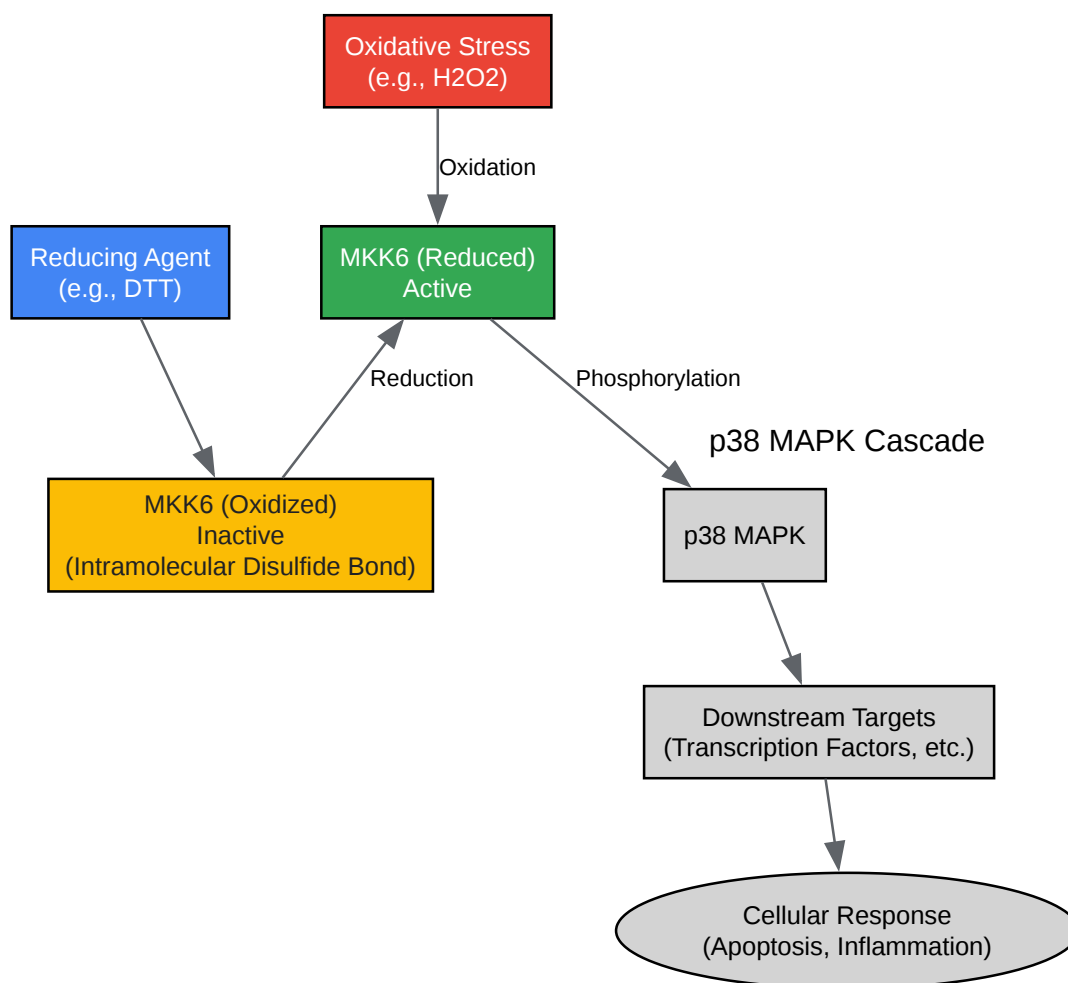 Oxidative Stress
(e.g., H2O2)
Oxidation
Reducing Agent
(e.g., DTT)
MKK6 (Reduced)
Active
Reduction
Phosphorylation
p38 MAPK Cascade
MKK6 (Oxidized)
Inactive
(Intramolecular Disulfide Bond)
p38 MAPK
Downstream Targets
(Transcription Factors, etc.)
Cellular Response
(Apoptosis, Inflammation)